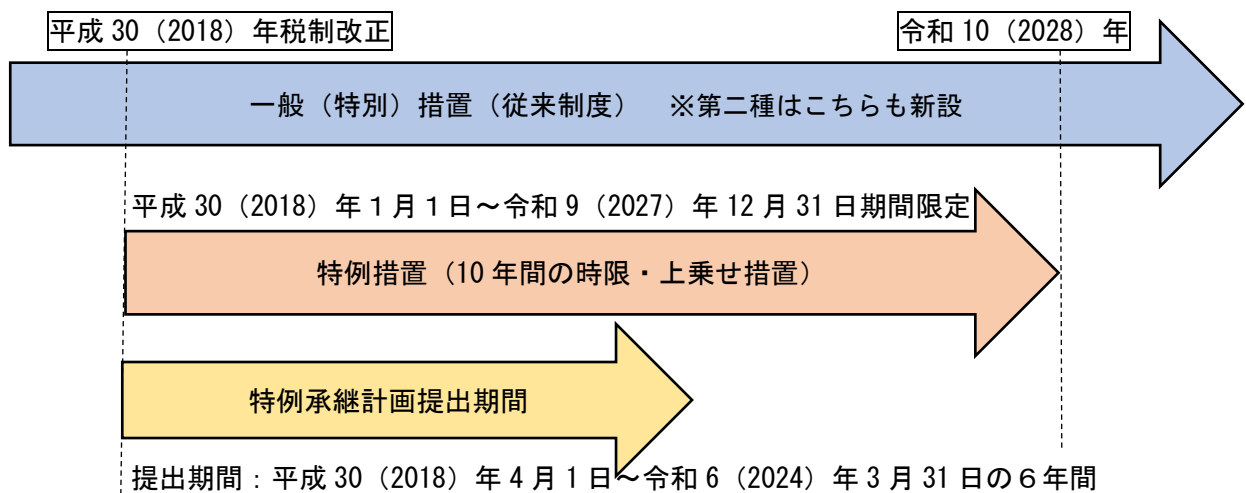 平成 30（2018）年税制改正
令和 10（2028）年
一般（特別）措置（従来制度）　※第二種はこちらも新設
平成 30（2018）年１月１日～令和 9（2027）年 12 月 31 日期間限定
特例措置（10 年間の時限・上乗せ措置）
特例承継計画提出期間
提出期間：平成 30（2018）年 4 月 1 日～令和 6（2024）年 3 月 31 日の６年間